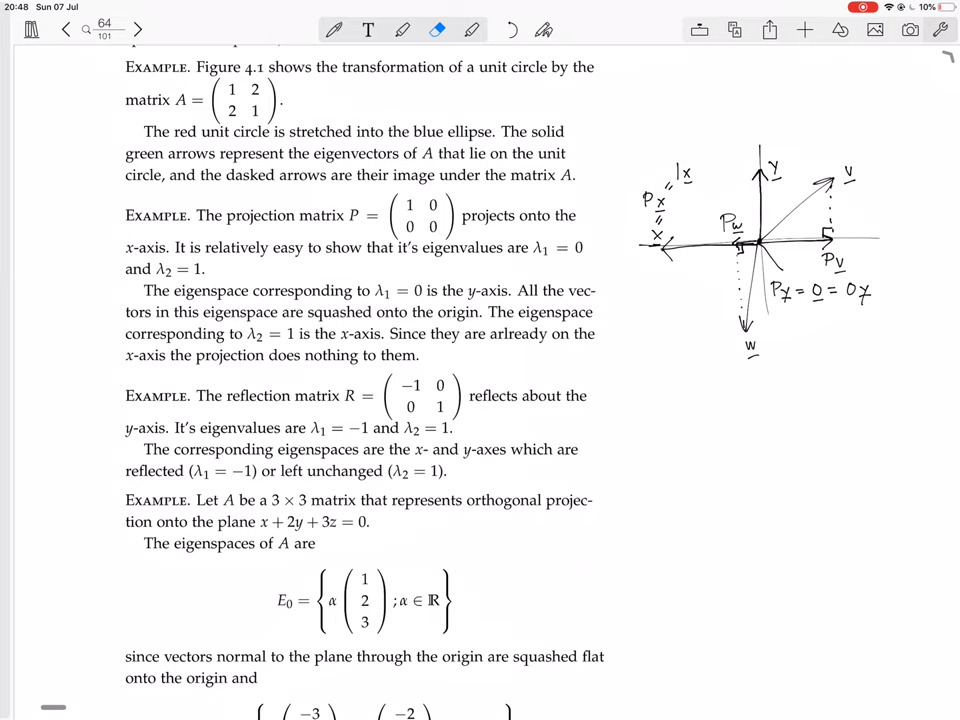 20:48 Sun 07 Jul
10%
64
101
T
EXAMPLE. Figure 4.1 shows the transformation of a unit circle by the
matrix A = ( 1 2
2 1 ).
The red unit circle is stretched into the blue ellipse. The solid
green arrows represent the eigenvectors of A that lie on the unit
circle, and the dasked arrows are their image under the matrix A.
EXAMPLE. The projection matrix P = ( 1 0
0 0 ) projects onto the
x-axis. It is relatively easy to show that it's eigenvalues are λ1 = 0
and λ2 = 1.
The eigenspace corresponding to λ1 = 0 is the y-axis. All the vec-
tors in this eigenspace are squashed onto the origin. The eigenspace
corresponding to λ2 = 1 is the x-axis. Since they are arlready on the
x-axis the projection does nothing to them.
EXAMPLE. The reflection matrix R = ( −1 0
0 1 ) reflects about the
y-axis. It's eigenvalues are λ1 = −1 and λ2 = 1.
The corresponding eigenspaces are the x- and y-axes which are
reflected (λ1 = −1) or left unchanged (λ2 = 1).
EXAMPLE. Let A be a 3 × 3 matrix that represents orthogonal projec-
tion onto the plane x + 2y + 3z = 0.
The eigenspaces of A are
E0 = { α ( 1
2
3 ) ; α ∈ ℝ }
since vectors normal to the plane through the origin are squashed flat
onto the origin and
−3 −2
1x
=
Px
=
x
y
v
Pw
Pv
Py = 0 = 0y
w